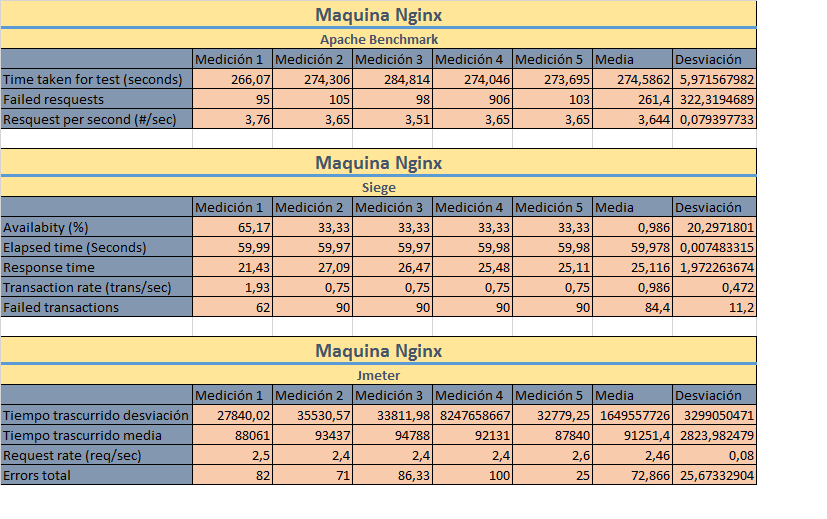 Maquina Nginx
Apache Benchmark
Medición 1 Medición 2 Medición 3 Medición 4 Medición 5 Media Desviación
Time taken for test (seconds) 266,07 274,306 284,814 274,046 273,695 274,5862 5,971567982
Failed resquests 95 105 98 906 103 261,4 322,3194689
Resquest per second (#/sec) 3,76 3,65 3,51 3,65 3,65 3,644 0,079397733
Maquina Nginx
Siege
Medición 1 Medición 2 Medición 3 Medición 4 Medición 5 Media Desviación
Availabity (%) 65,17 33,33 33,33 33,33 33,33 0,986 20,2971801
Elapsed time (Seconds) 59,99 59,97 59,97 59,98 59,98 59,978 0,007483315
Response time 21,43 27,09 26,47 25,48 25,11 25,116 1,972263674
Transaction rate (trans/sec) 1,93 0,75 0,75 0,75 0,75 0,986 0,472
Failed transactions 62 90 90 90 90 84,4 11,2
Maquina Nginx
Jmeter
Medición 1 Medición 2 Medición 3 Medición 4 Medición 5 Media Desviación
Tiempo trascurrido desviación 27840,02 35530,57 33811,98 8247658667 32779,25 1649557726 3299050471
Tiempo trascurrido media 88061 93437 94788 92131 87840 91251,4 2823,982479
Request rate (req/sec) 2,5 2,4 2,4 2,4 2,6 2,46 0,08
Errors total 82 71 86,33 100 25 72,866 25,67332904